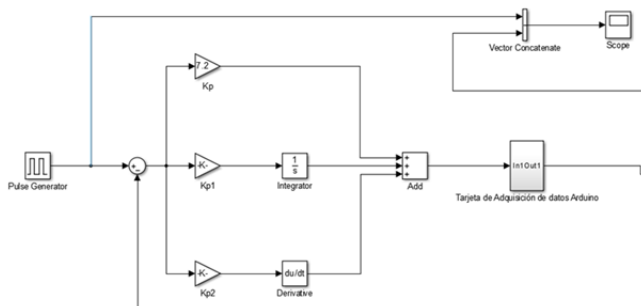 Vector Concatenate
Scope
7.2
Kp
Pulse Generator
+
−
-K-
Kp1
1
s
Integrator
+
+
+
Add
In1 Out1
Tarjeta de Adquisición de datos Arduino
-K-
Kp2
du/dt
Derivative